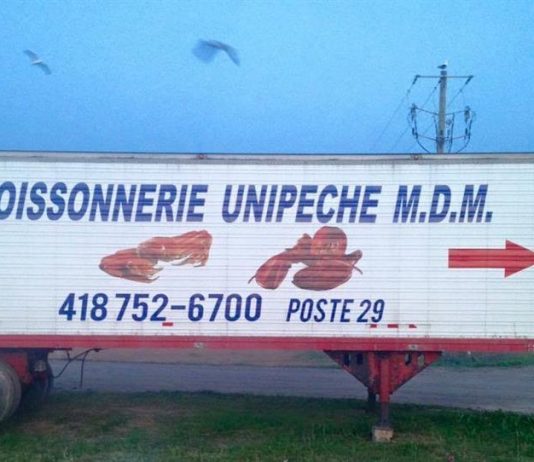 OISSONNERIE UNIPECHE M.D.M.
418 752-6700 POSTE 29